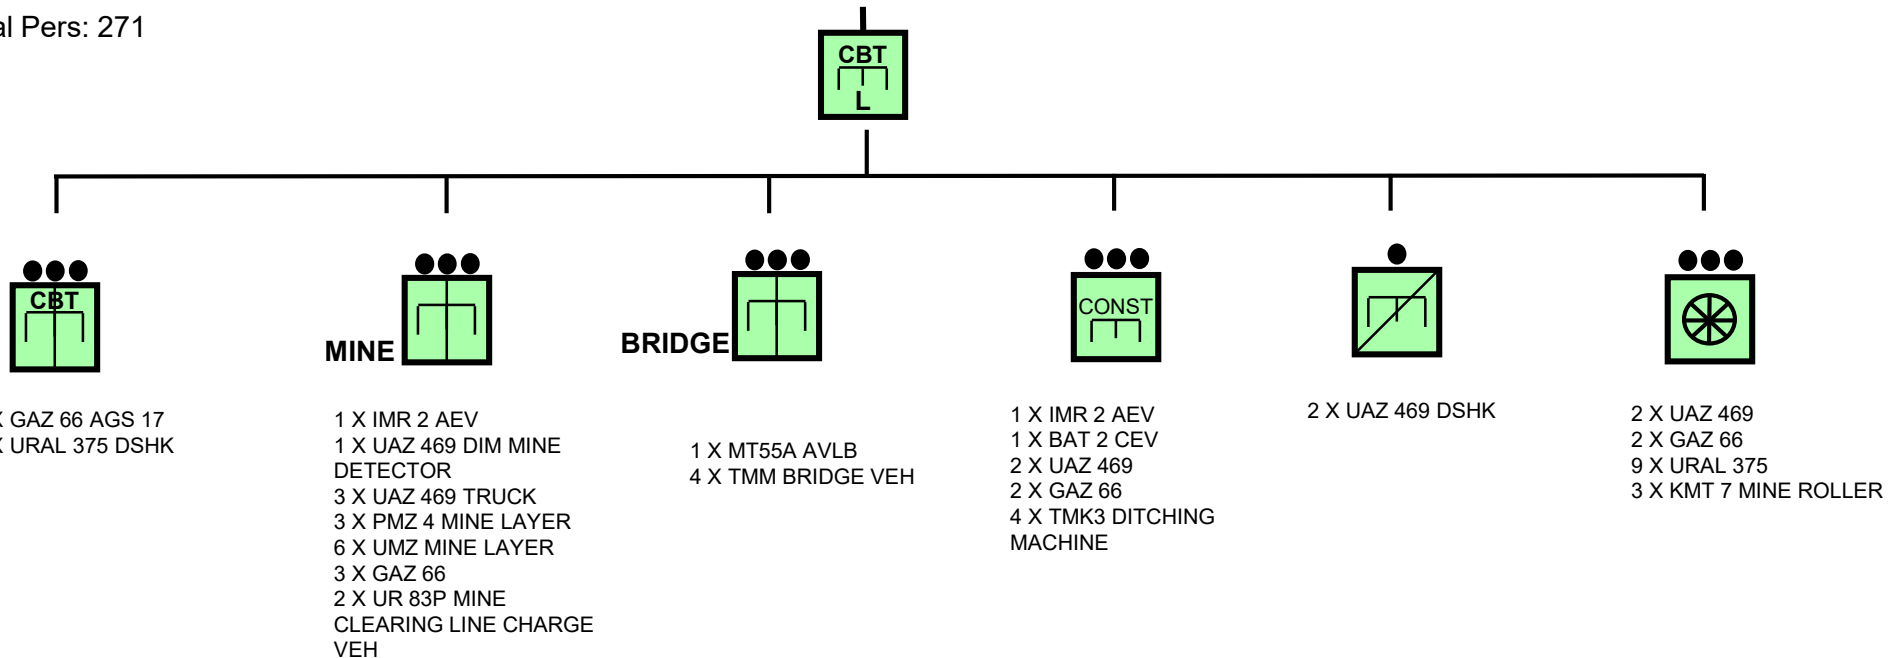 al Pers: 271
CBT
L
CBT
X GAZ 66 AGS 17
X URAL 375 DSHK
MINE
1 X IMR 2 AEV
1 X UAZ 469 DIM MINE
DETECTOR
3 X UAZ 469 TRUCK
3 X PMZ 4 MINE LAYER
6 X UMZ MINE LAYER
3 X GAZ 66
2 X UR 83P MINE
CLEARING LINE CHARGE
VEH
BRIDGE
1 X MT55A AVLB
4 X TMM BRIDGE VEH
CONST
1 X IMR 2 AEV
1 X BAT 2 CEV
2 X UAZ 469
2 X GAZ 66
4 X TMK3 DITCHING
MACHINE
2 X UAZ 469 DSHK
2 X UAZ 469
2 X GAZ 66
9 X URAL 375
3 X KMT 7 MINE ROLLER